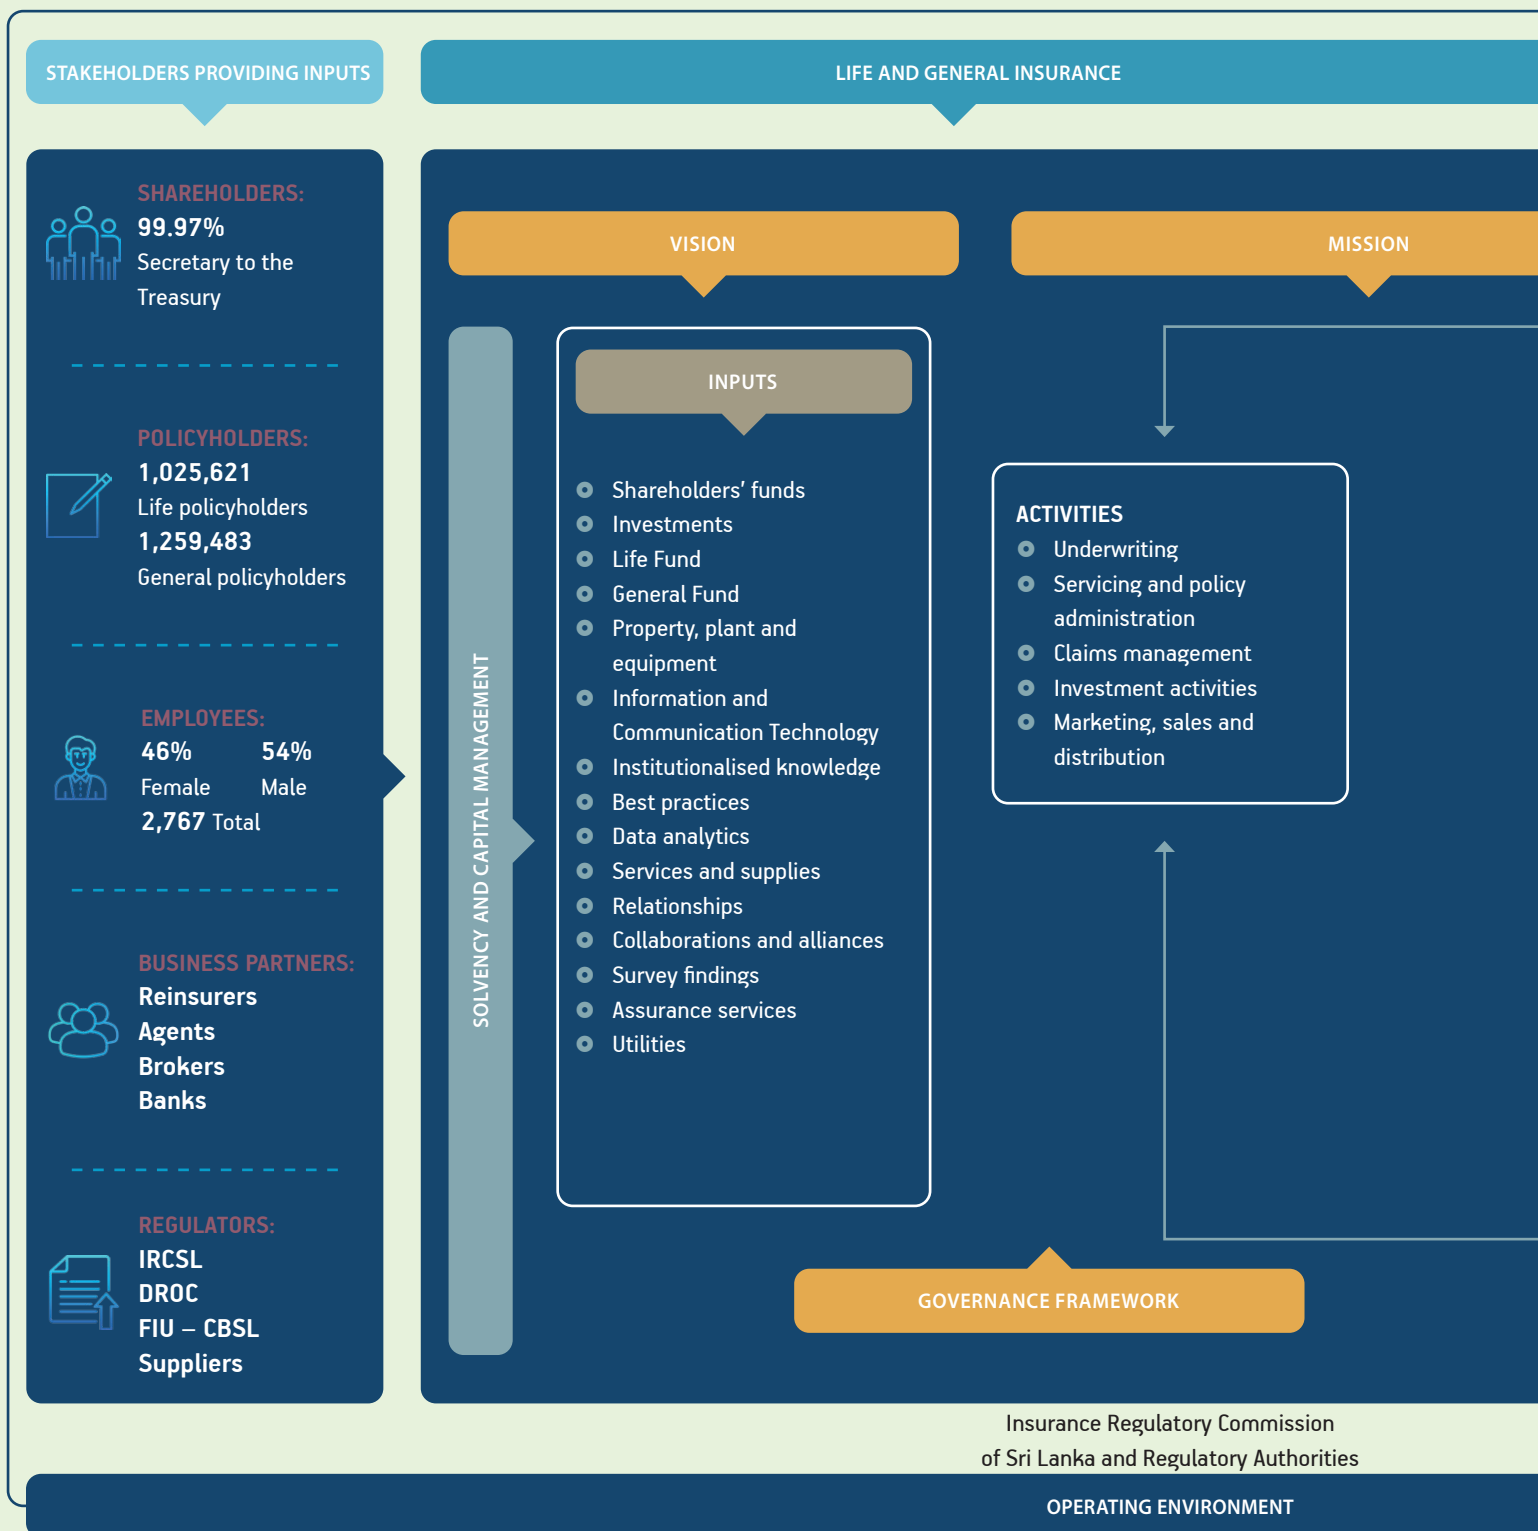 STAKEHOLDERS PROVIDING INPUTS
SHAREHOLDERS:
99.97%
Secretary to the
Treasury
POLICYHOLDERS:
1,025,621
Life policyholders
1,259,483
General policyholders
EMPLOYEES:
46% 54%
Female Male
2,767 Total
BUSINESS PARTNERS:
Reinsurers
Agents
Brokers
Banks
REGULATORS:
IRCSL
DROC
FIU – CBSL
Suppliers
LIFE AND GENERAL INSURANCE
VISION
MISSION
SOLVENCY AND CAPITAL MANAGEMENT
INPUTS
Shareholders’ funds
Investments
Life Fund
General Fund
Property, plant and
equipment
Information and
Communication Technology
Institutionalised knowledge
Best practices
Data analytics
Services and supplies
Relationships
Collaborations and alliances
Survey findings
Assurance services
Utilities
ACTIVITIES
Underwriting
Servicing and policy
administration
Claims management
Investment activities
Marketing, sales and
distribution
GOVERNANCE FRAMEWORK
Insurance Regulatory Commission
of Sri Lanka and Regulatory Authorities
OPERATING ENVIRONMENT